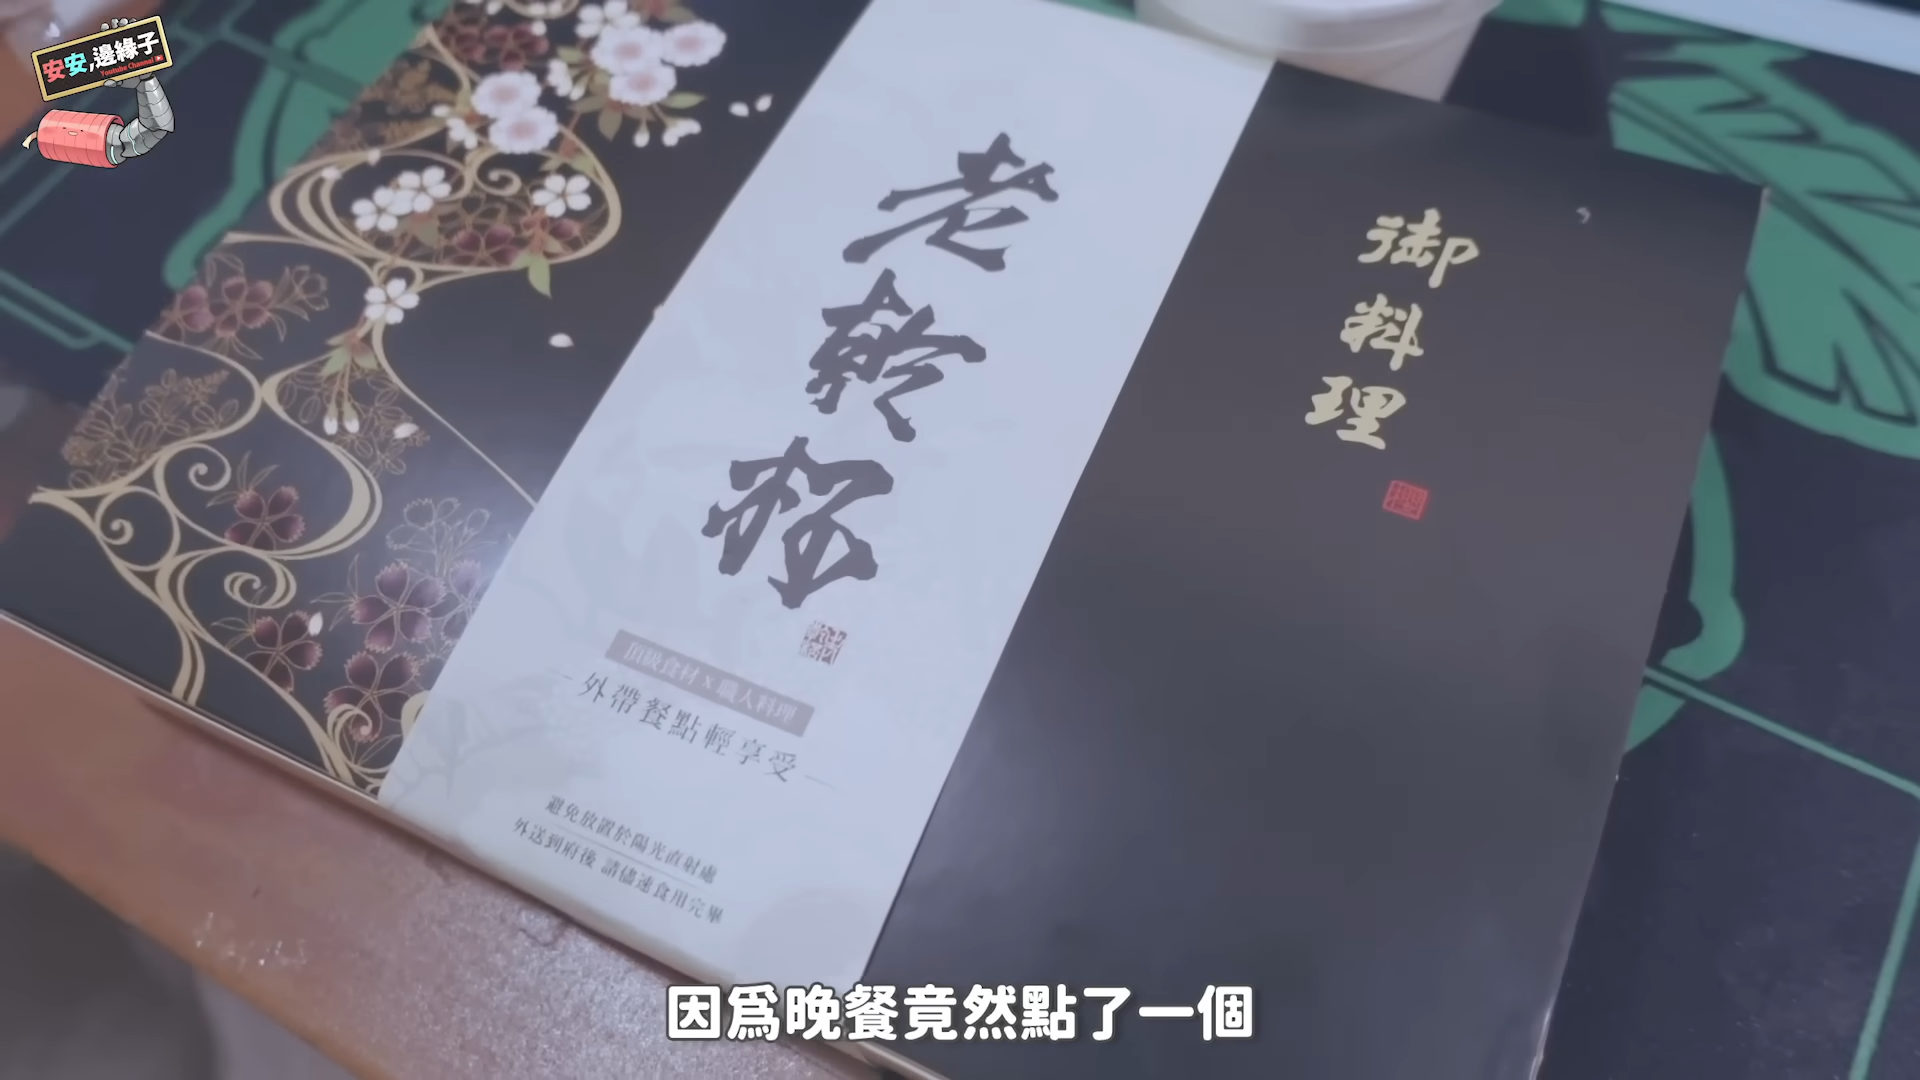 安安,邊緣子
Youtube Channel
老乾杯
頂級食材 x 職人料理
外帶餐點輕享受
避免放置於陽光直射處
外送到府後 請儘速食用完畢
御料理
因爲晚餐竟然點了一個